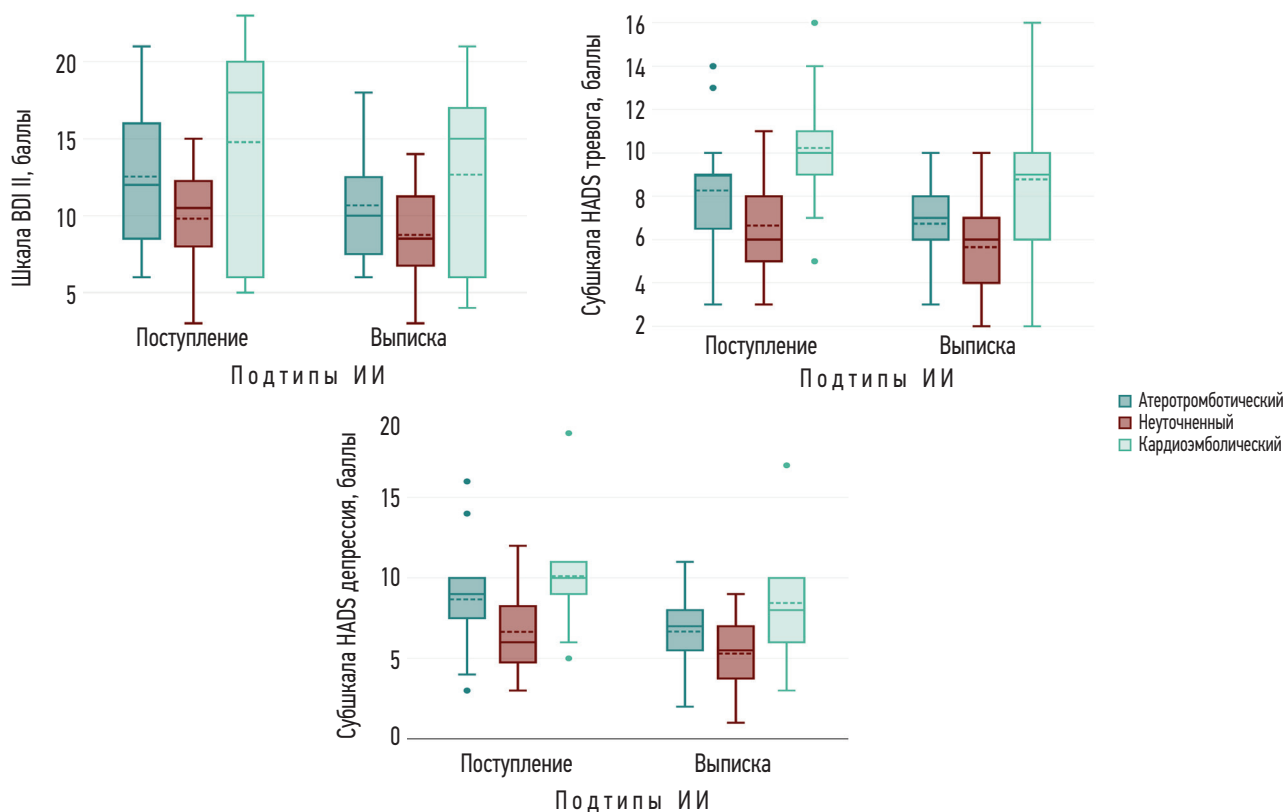 Шкала BDI II, баллы
20
15
10
5
Поступление
Выписка
Подтипы ИИ
Субшкала HADS тревога, баллы
16
14
12
10
8
6
4
2
Поступление
Выписка
Подтипы ИИ
Атеротромботический
Неуточненный
Кардиоэмболический
Субшкала HADS депрессия, баллы
20
15
10
5
0
Поступление
Выписка
Подтипы ИИ